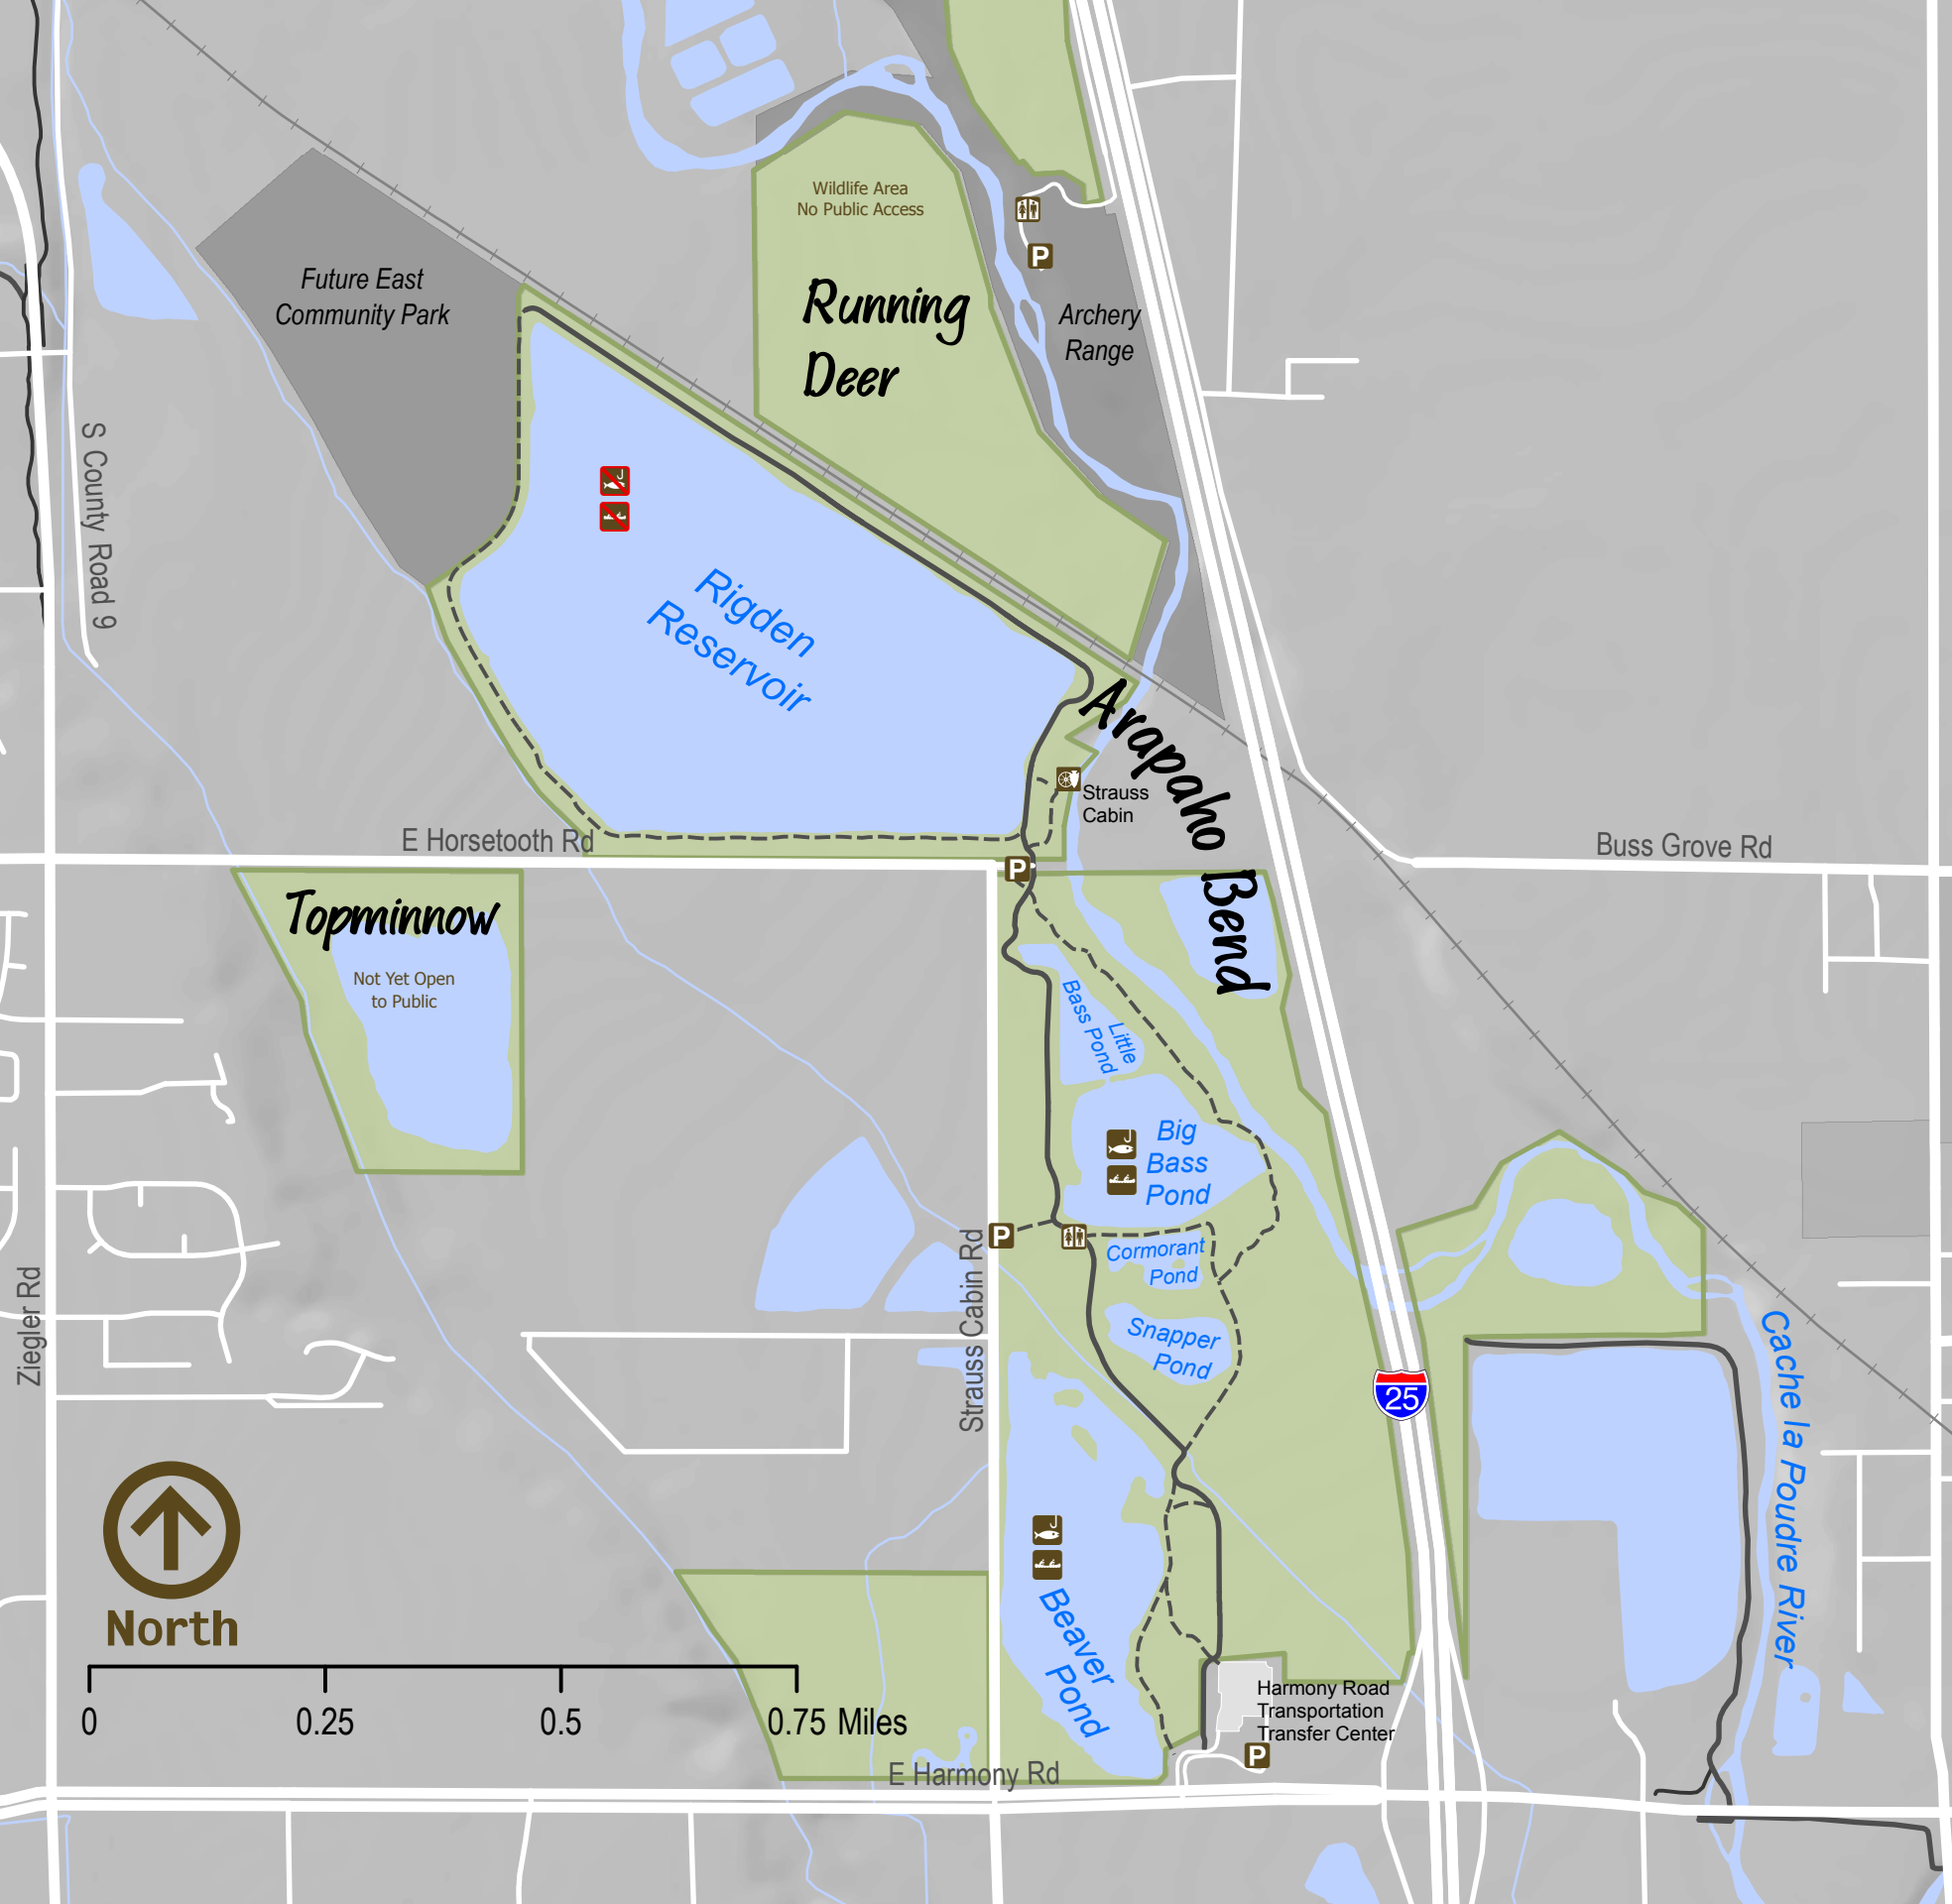 Wildlife Area
No Public Access
Running
Deer
P
Archery
Range
Future East
Community Park
S County Road 9
Rigden
Reservoir
Arapaho Bend
Strauss
Cabin
E Horsetooth Rd
P
Buss Grove Rd
Topminnow
Not Yet Open
to Public
Little
Bass Pond
Big
Bass
Pond
P
Cormorant
Pond
Snapper
Pond
Strauss Cabin Rd
Ziegler Rd
25
Cache la Poudre River
Beaver
Pond
North
0 0.25 0.5 0.75 Miles
Harmony Road
Transportation
Transfer Center
P
E Harmony Rd